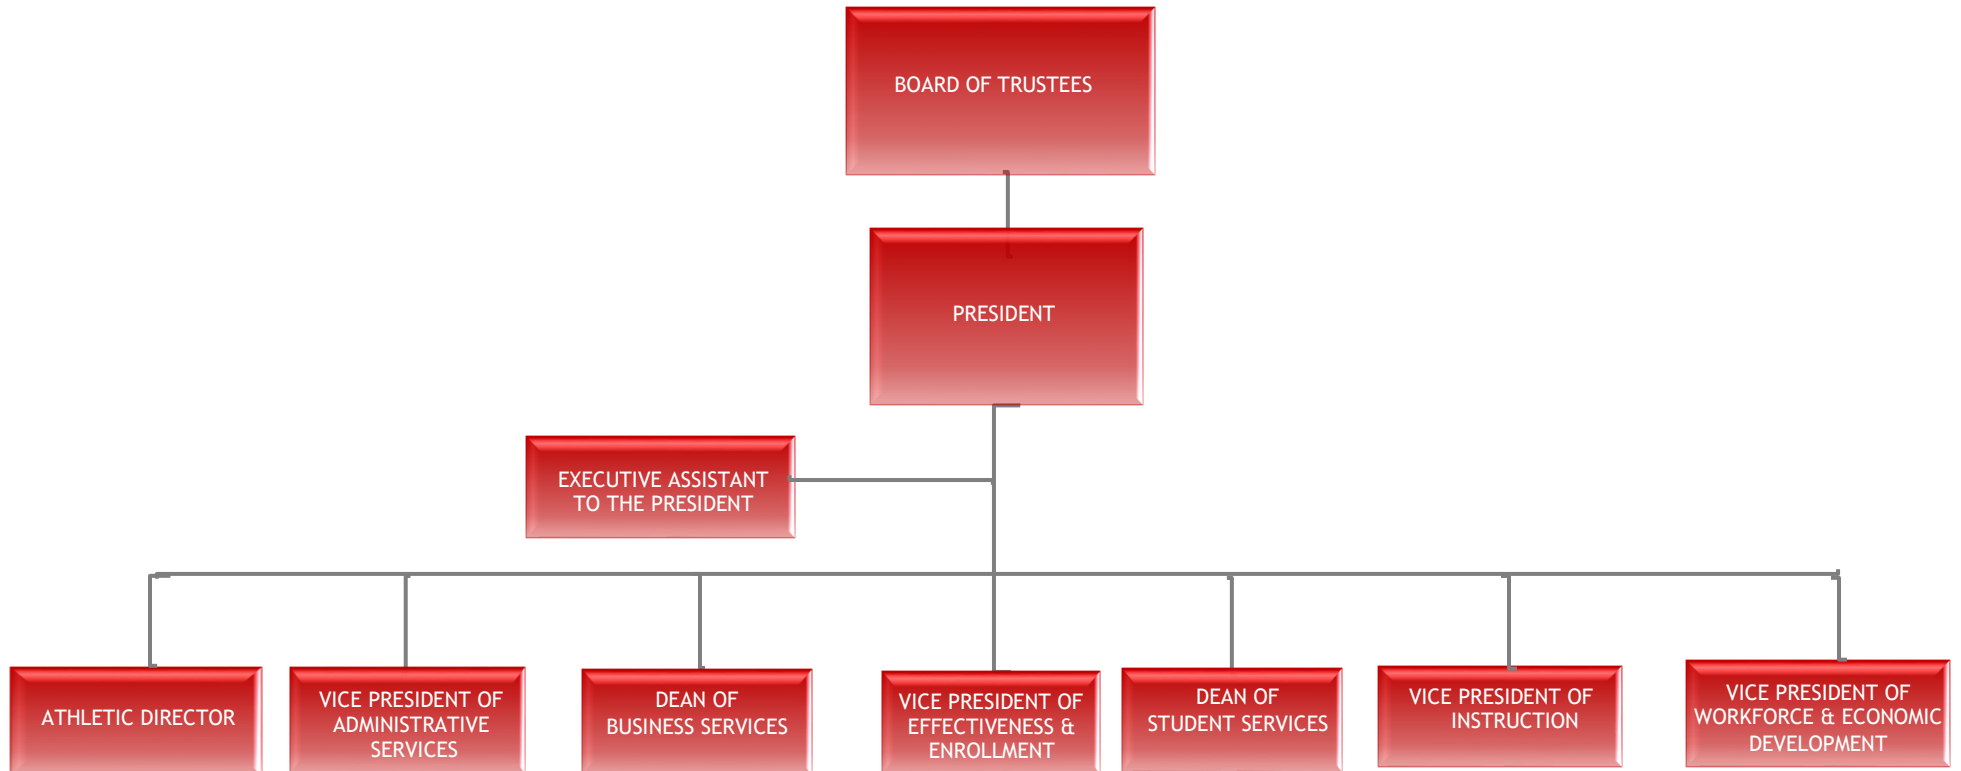 BOARD OF TRUSTEES
PRESIDENT
EXECUTIVE ASSISTANT
TO THE PRESIDENT
ATHLETIC DIRECTOR
VICE PRESIDENT OF
ADMINISTRATIVE
SERVICES
DEAN OF
BUSINESS SERVICES
VICE PRESIDENT OF
EFFECTIVENESS &
ENROLLMENT
DEAN OF
STUDENT SERVICES
VICE PRESIDENT OF
INSTRUCTION
VICE PRESIDENT OF
WORKFORCE & ECONOMIC
DEVELOPMENT